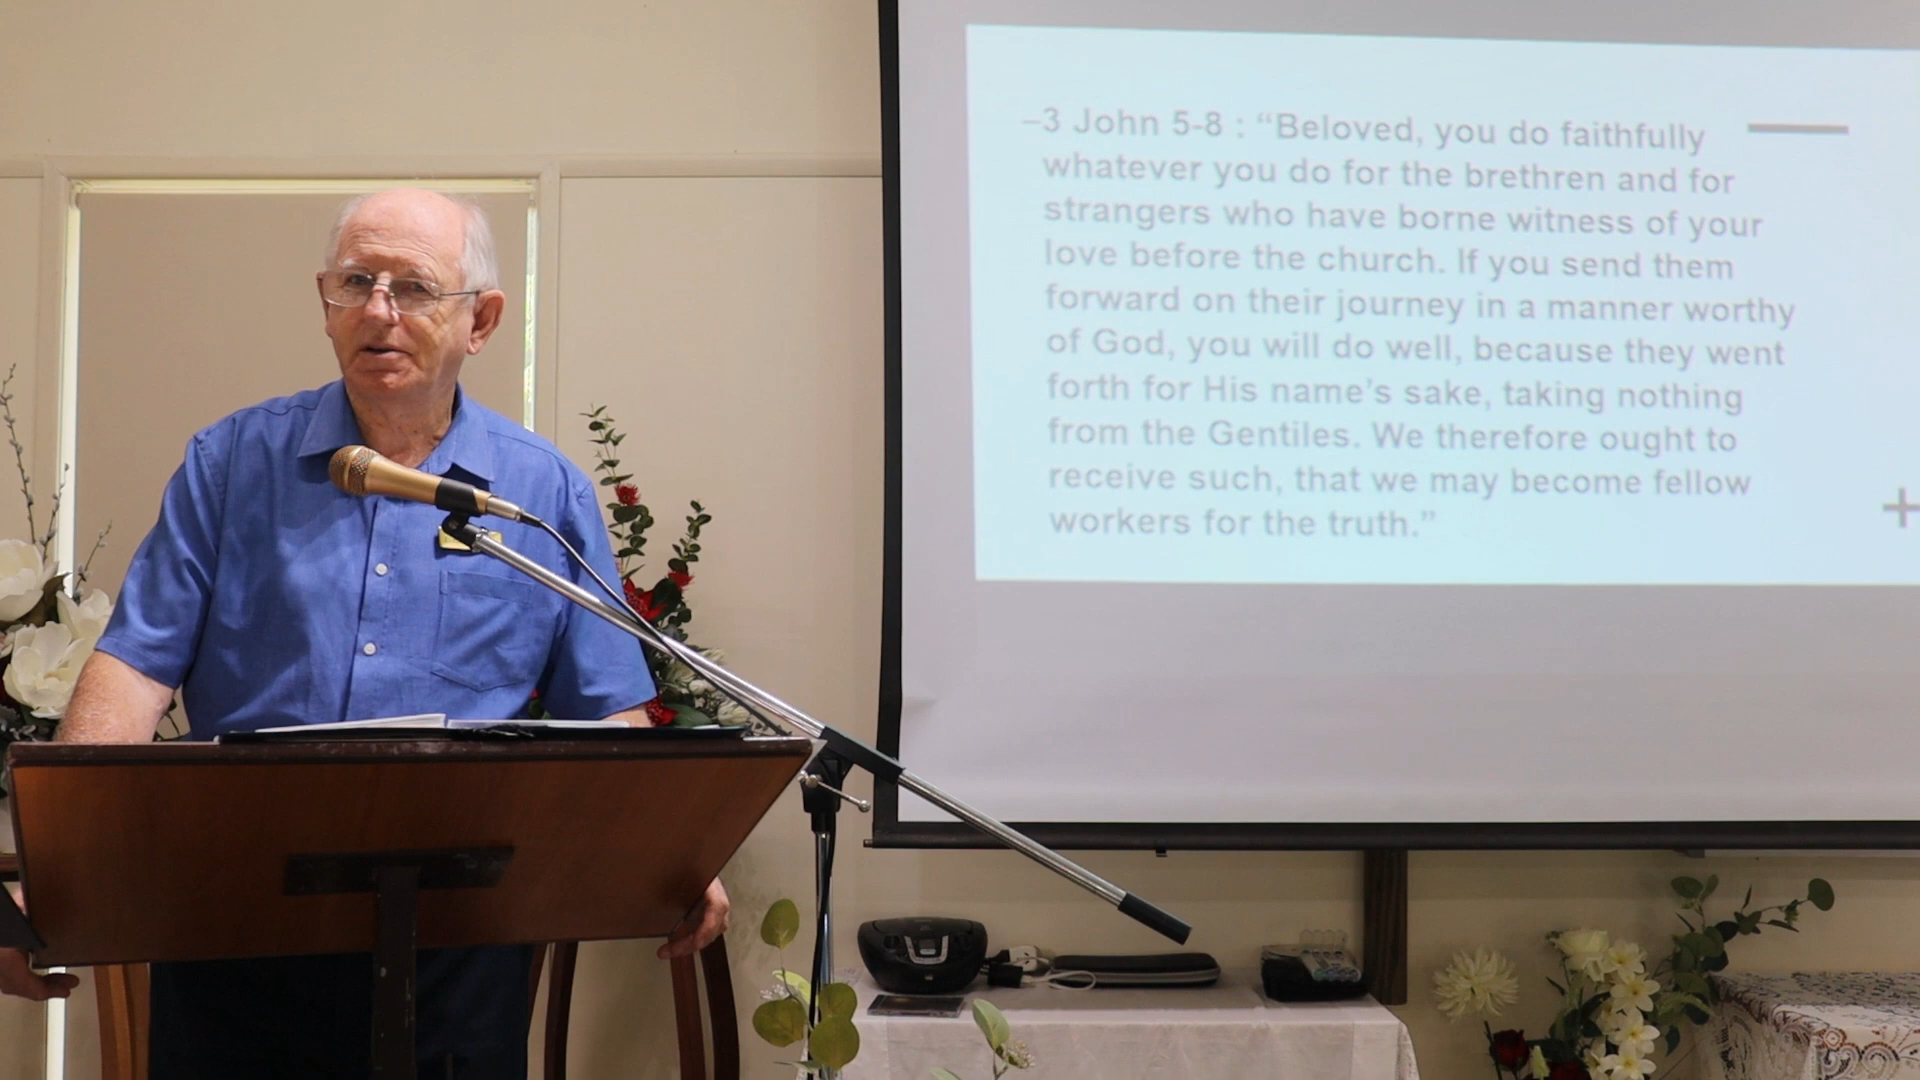 –3 John 5-8 : “Beloved, you do faithfully
whatever you do for the brethren and for
strangers who have borne witness of your
love before the church. If you send them
forward on their journey in a manner worthy
of God, you will do well, because they went
forth for His name’s sake, taking nothing
from the Gentiles. We therefore ought to
receive such, that we may become fellow
workers for the truth.”